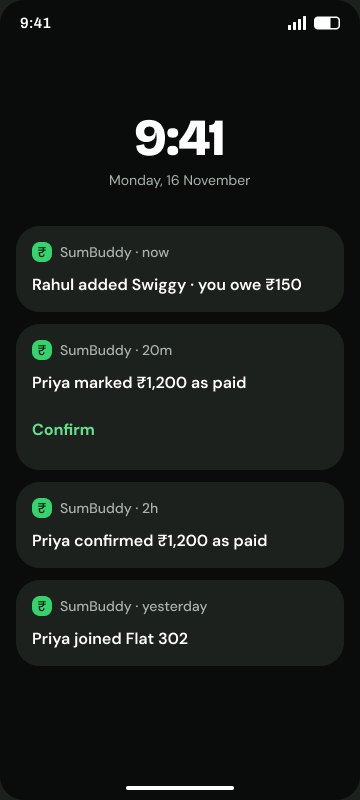 9:41
9:41
Monday, 16 November
₹ SumBuddy · now
Rahul added Swiggy · you owe ₹150
₹ SumBuddy · 20m
Priya marked ₹1,200 as paid
Confirm
₹ SumBuddy · 2h
Priya confirmed ₹1,200 as paid
₹ SumBuddy · yesterday
Priya joined Flat 302